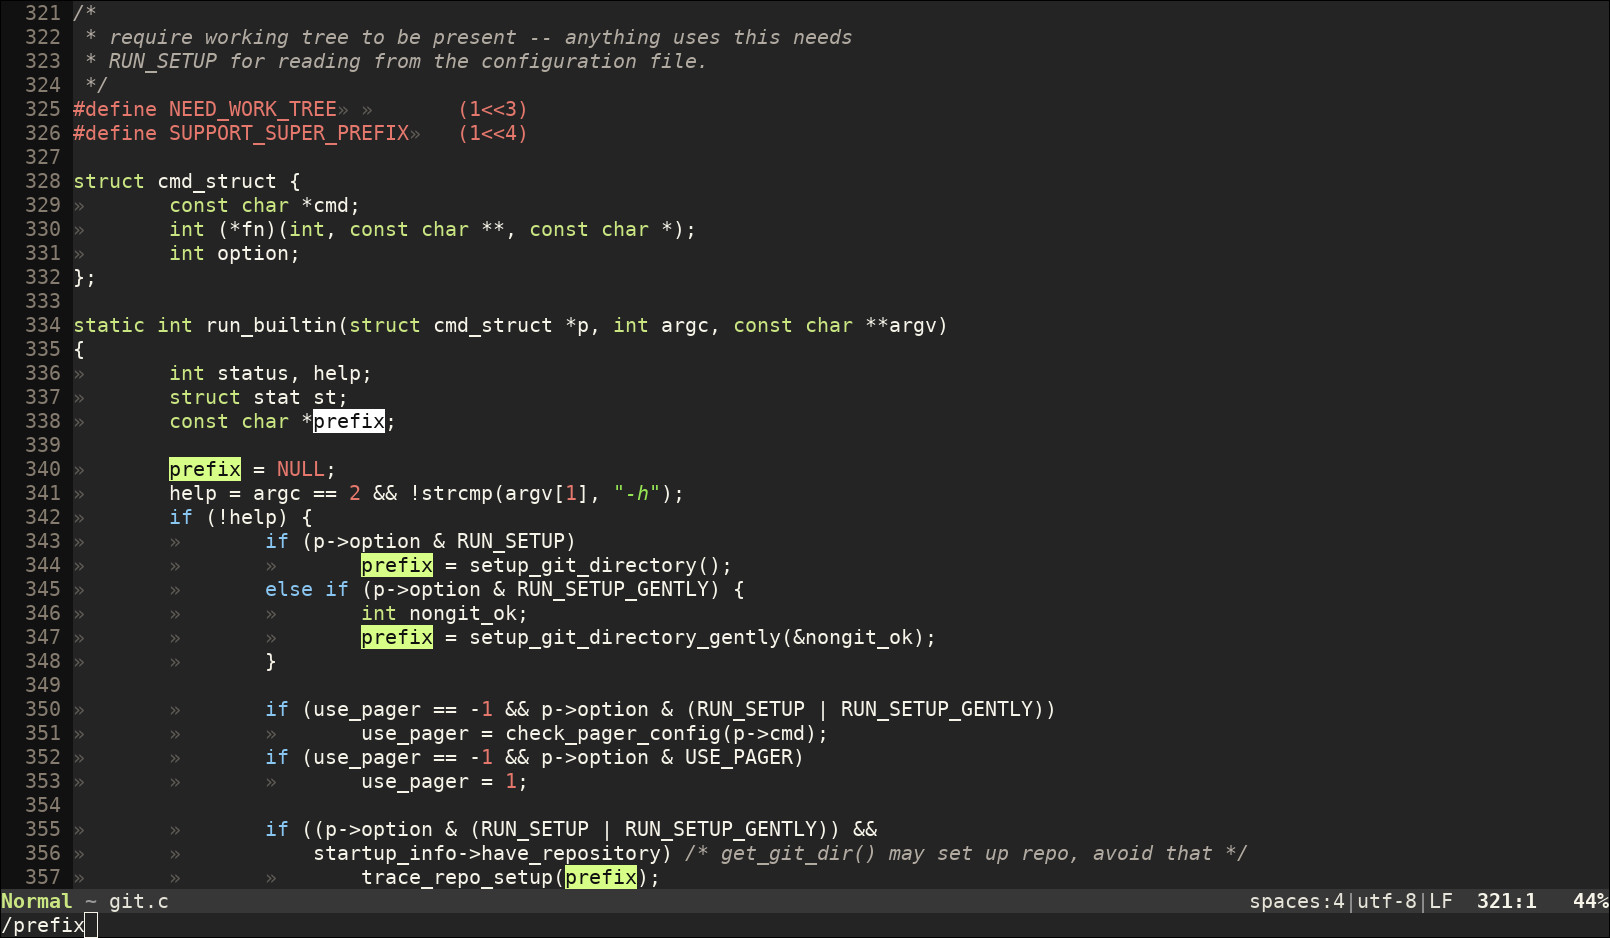 321 /*
322  * require working tree to be present -- anything uses this needs
323  * RUN_SETUP for reading from the configuration file.
324  */
325 #define NEED_WORK_TREE» »       (1<<3)
326 #define SUPPORT_SUPER_PREFIX»   (1<<4)
327
328 struct cmd_struct {
329 »       const char *cmd;
330 »       int (*fn)(int, const char **, const char *);
331 »       int option;
332 };
333
334 static int run_builtin(struct cmd_struct *p, int argc, const char **argv)
335 {
336 »       int status, help;
337 »       struct stat st;
338 »       const char *prefix;
339
340 »       prefix = NULL;
341 »       help = argc == 2 && !strcmp(argv[1], "-h");
342 »       if (!help) {
343 »       »       if (p->option & RUN_SETUP)
344 »       »       »       prefix = setup_git_directory();
345 »       »       else if (p->option & RUN_SETUP_GENTLY) {
346 »       »       »       int nongit_ok;
347 »       »       »       prefix = setup_git_directory_gently(&nongit_ok);
348 »       »       }
349
350 »       »       if (use_pager == -1 && p->option & (RUN_SETUP | RUN_SETUP_GENTLY))
351 »       »       »       use_pager = check_pager_config(p->cmd);
352 »       »       if (use_pager == -1 && p->option & USE_PAGER)
353 »       »       »       use_pager = 1;
354
355 »       »       if ((p->option & (RUN_SETUP | RUN_SETUP_GENTLY)) &&
356 »       »           startup_info->have_repository) /* get_git_dir() may set up repo, avoid that */
357 »       »       »       trace_repo_setup(prefix);
Normal ~ git.c spaces:4|utf-8|LF  321:1   44%
/prefix